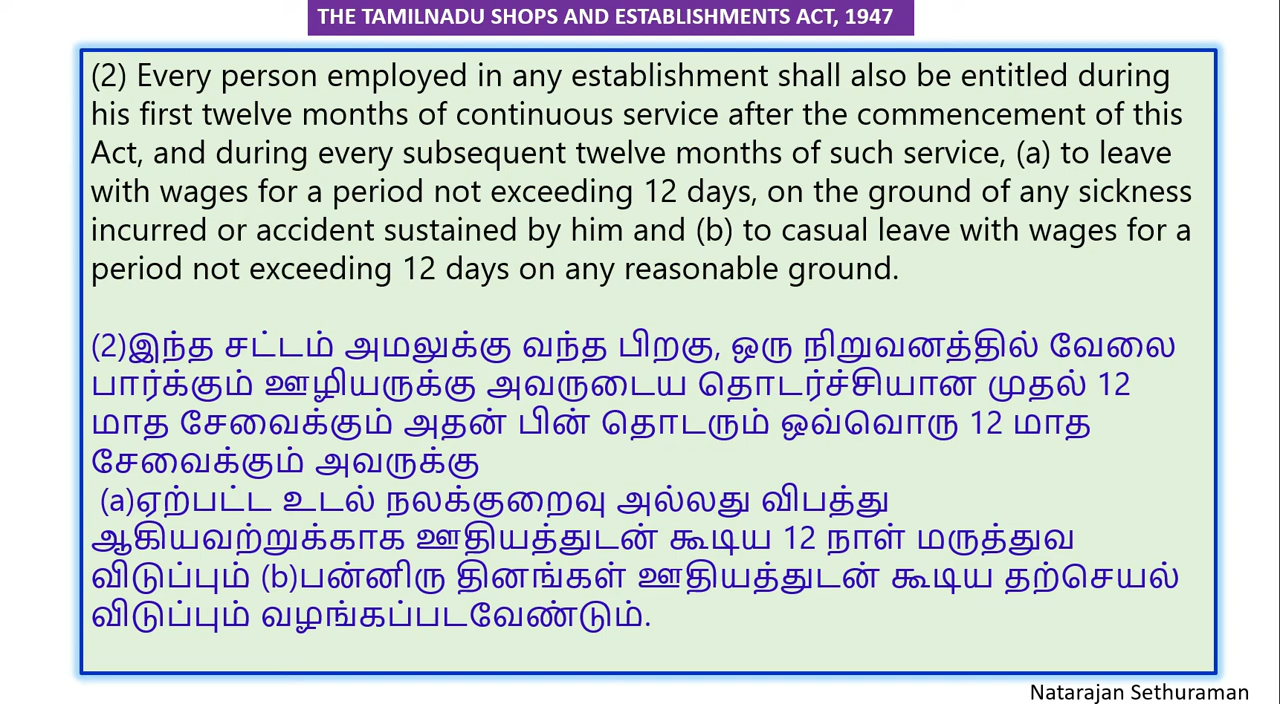 THE TAMILNADU SHOPS AND ESTABLISHMENTS ACT, 1947
(2) Every person employed in any establishment shall also be entitled during
his first twelve months of continuous service after the commencement of this
Act, and during every subsequent twelve months of such service, (a) to leave
with wages for a period not exceeding 12 days, on the ground of any sickness
incurred or accident sustained by him and (b) to casual leave with wages for a
period not exceeding 12 days on any reasonable ground.
(2)இந்த சட்டம் அமலுக்கு வந்த பிறகு, ஒரு நிறுவனத்தில் வேலை
பார்க்கும் ஊழியருக்கு அவருடைய தொடர்ச்சியான முதல் 12
மாத சேவைக்கும் அதன் பின் தொடரும் ஒவ்வொரு 12 மாத
சேவைக்கும் அவருக்கு
(a)ஏற்பட்ட உடல் நலக்குறைவு அல்லது விபத்து
ஆகியவற்றுக்காக ஊதியத்துடன் கூடிய 12 நாள் மருத்துவ
விடுப்பும் (b)பன்னிரு தினங்கள் ஊதியத்துடன் கூடிய தற்செயல்
விடுப்பும் வழங்கப்படவேண்டும்.
Natarajan Sethuraman